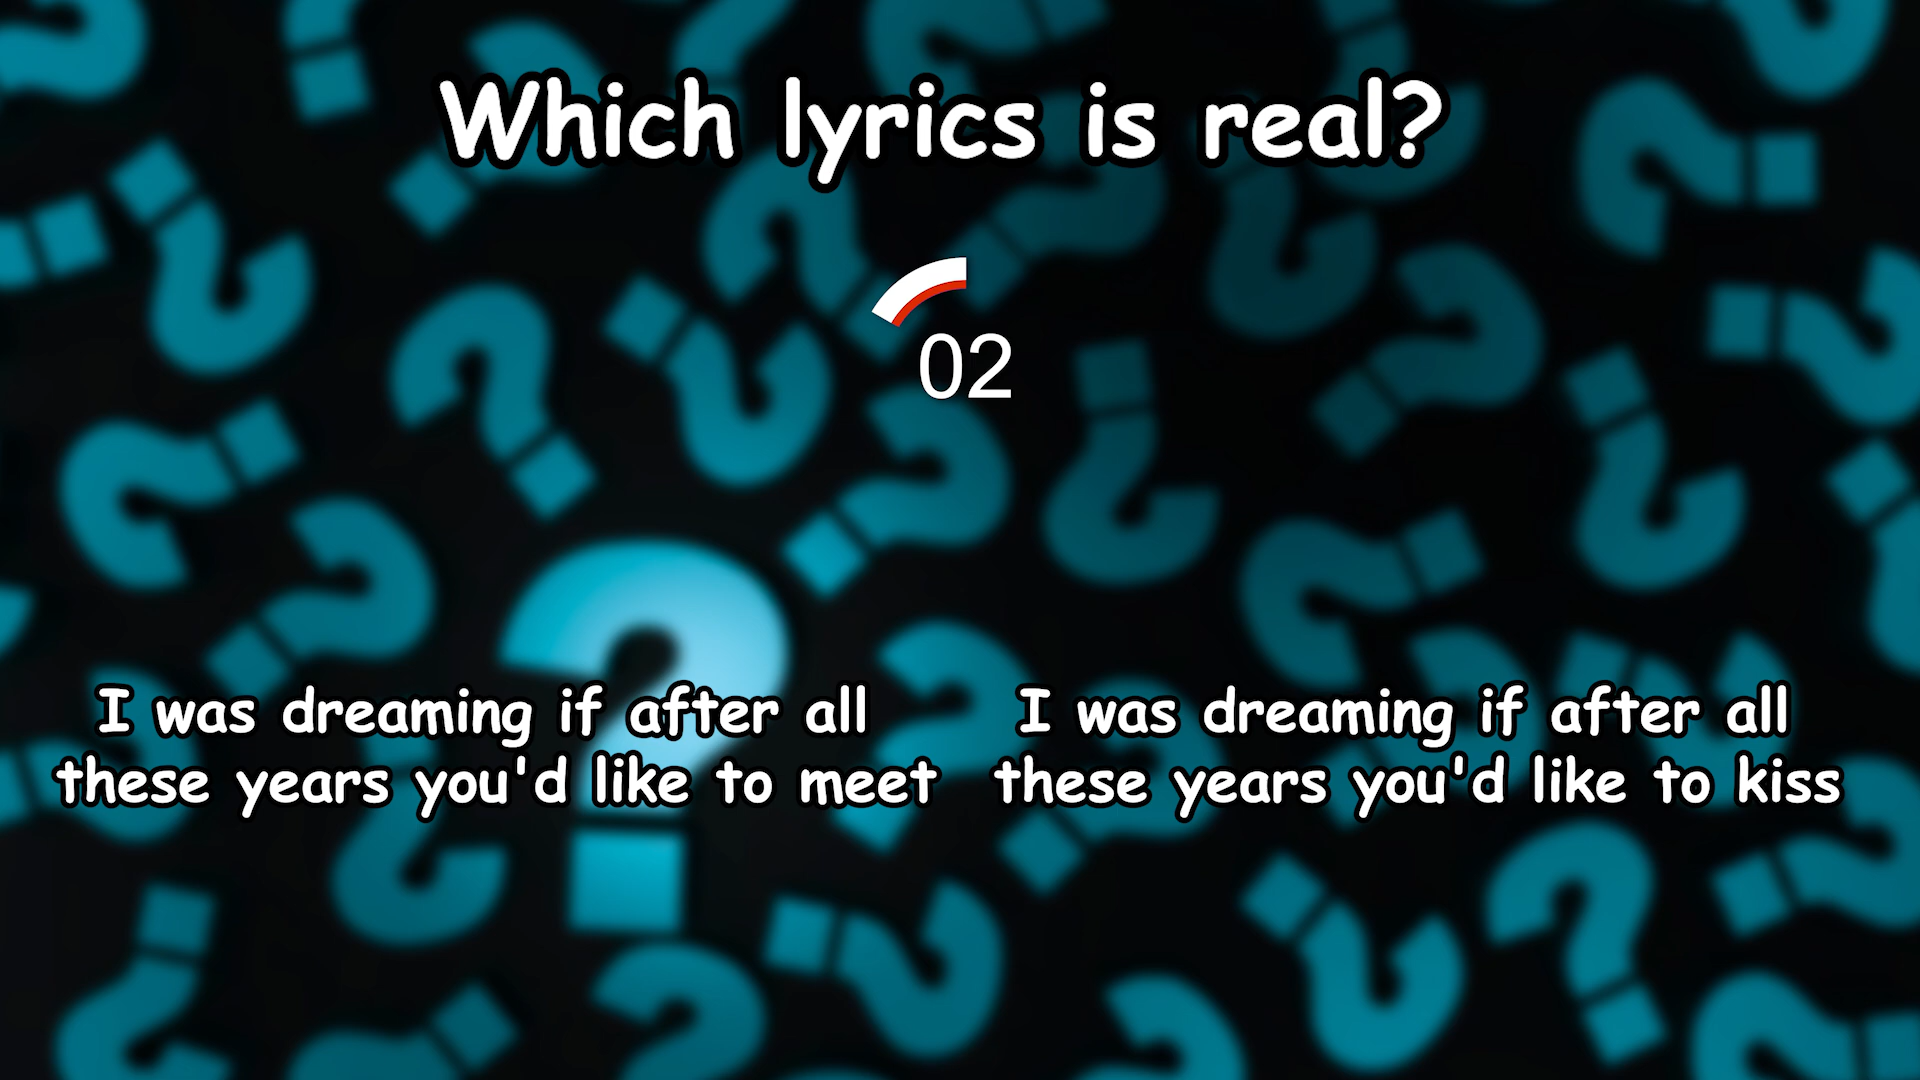 Which lyrics is real?
02
I was dreaming if after all
these years you'd like to meet
I was dreaming if after all
these years you'd like to kiss